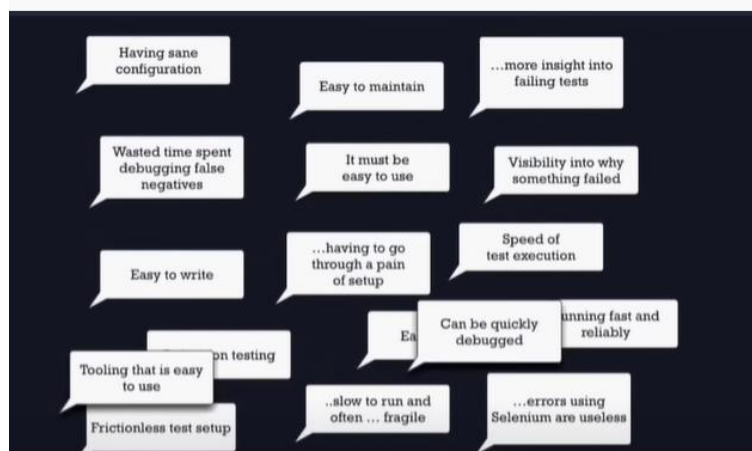 Having sane
configuration
Easy to maintain
...more insight into
failing tests
Wasted time spent
debugging false
negatives
It must be
easy to use
Visibility into why
something failed
Easy to write
...having to go
through a pain
of setup
Speed of
test execution
on testing
Can be quickly
debugged
fast and
reliably
Tooling that is easy
to use
Frictionless test setup
..slow to run and
often ... fragile
...errors using
Selenium are useless